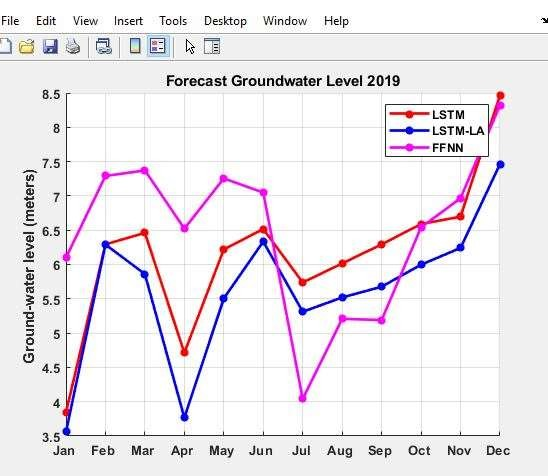 File Edit View Insert Tools Desktop Window Help
Forecast Groundwater Level 2019
LSTM
LSTM-LA
FFNN
Ground-water level (meters)
8.5
8
7.5
7
6.5
6
5.5
5
4.5
4
3.5
Jan Feb Mar Apr May Jun Jul Aug Sep Oct Nov Dec